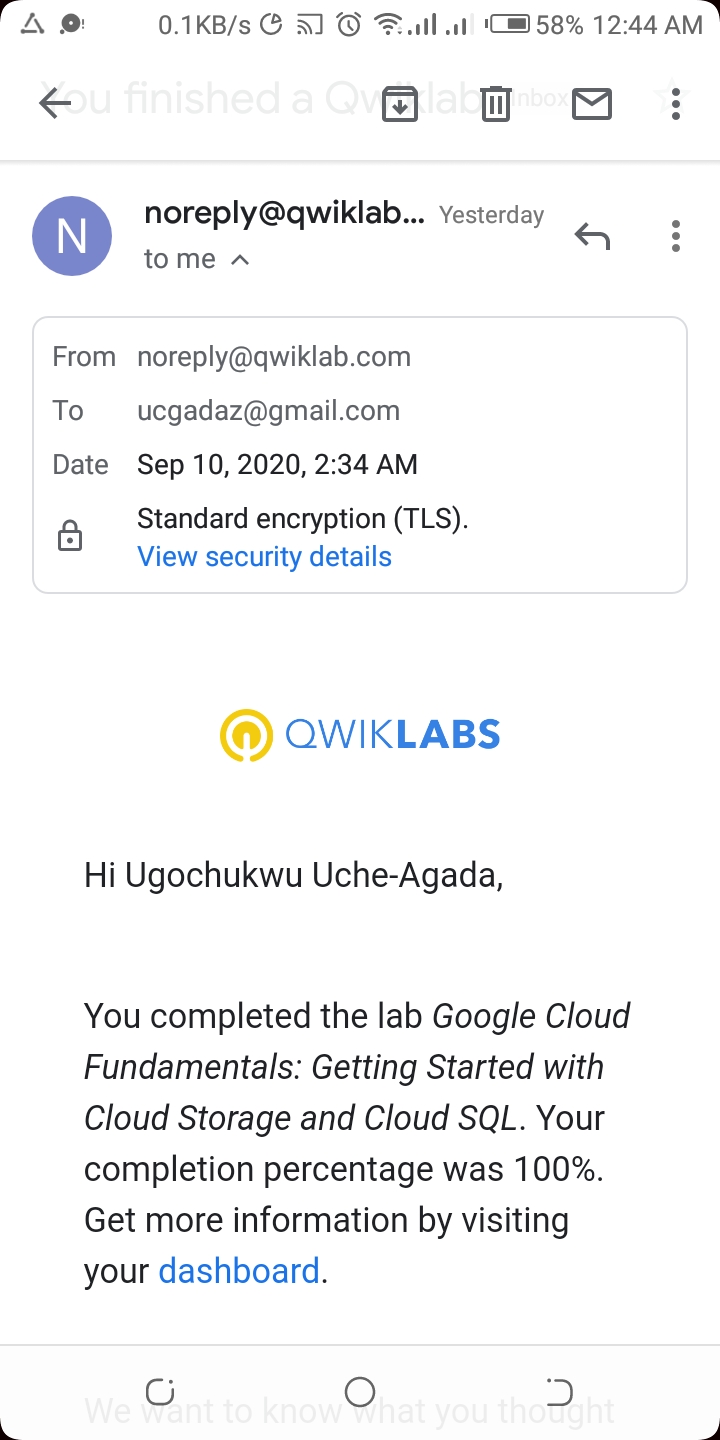 0.1KB/s 58% 12:44 AM
You finished a Qwiklab Inbox
N
noreply@qwiklab... Yesterday
to me
From noreply@qwiklab.com
To ucgadaz@gmail.com
Date Sep 10, 2020, 2:34 AM
Standard encryption (TLS).
View security details
QWIKLABS
Hi Ugochukwu Uche-Agada,
You completed the lab Google Cloud
Fundamentals: Getting Started with
Cloud Storage and Cloud SQL. Your
completion percentage was 100%.
Get more information by visiting
your dashboard.
We want to know what you thought